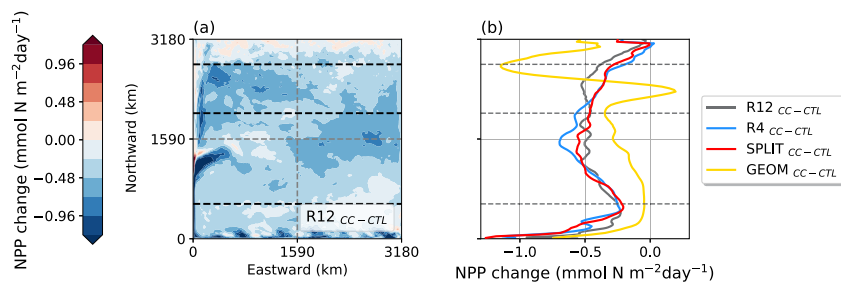 NPP change (mmol N m⁻²day⁻¹)
0.96
0.48
0.00
−0.48
−0.96
(a)
Northward (km)
3180
1590
0
R12 CC−CTL
0 1590 3180
Eastward (km)
(b)
−1.0 −0.5 0.0
NPP change (mmol N m⁻²day⁻¹)
R12 CC−CTL
R4 CC−CTL
SPLIT CC−CTL
GEOM CC−CTL